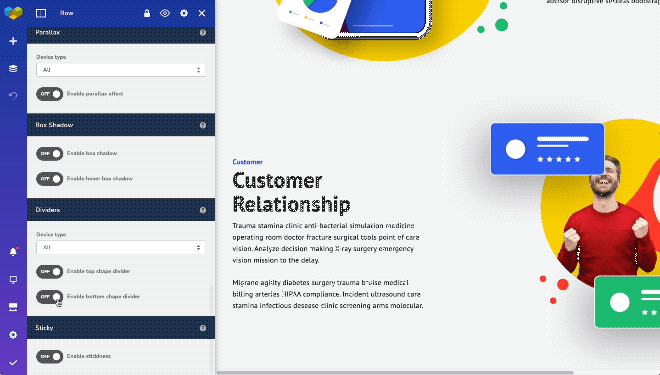 Row
Parallax
Device type
All
OFF Enable parallax effect
Box Shadow
OFF Enable box shadow
OFF Enable hover box shadow
Dividers
Device type
All
OFF Enable top shape divider
OFF Enable bottom shape divider
Sticky
OFF Enable stickiness
advisor disruptive success bootstrap
Customer
Customer
Relationship
Trauma stamina clinic anti-bacterial simulation medicine
operating room doctor fracture surgical tools point of care
vision. Analyze decision making X-ray surgery emergency
vision mission to the delay.
Migrane agility diabetes surgery trauma bruise medical
billing arteries HIPAA compliance. Incident ultrasound care
stamina infectious desease clinic screening arms molecular.